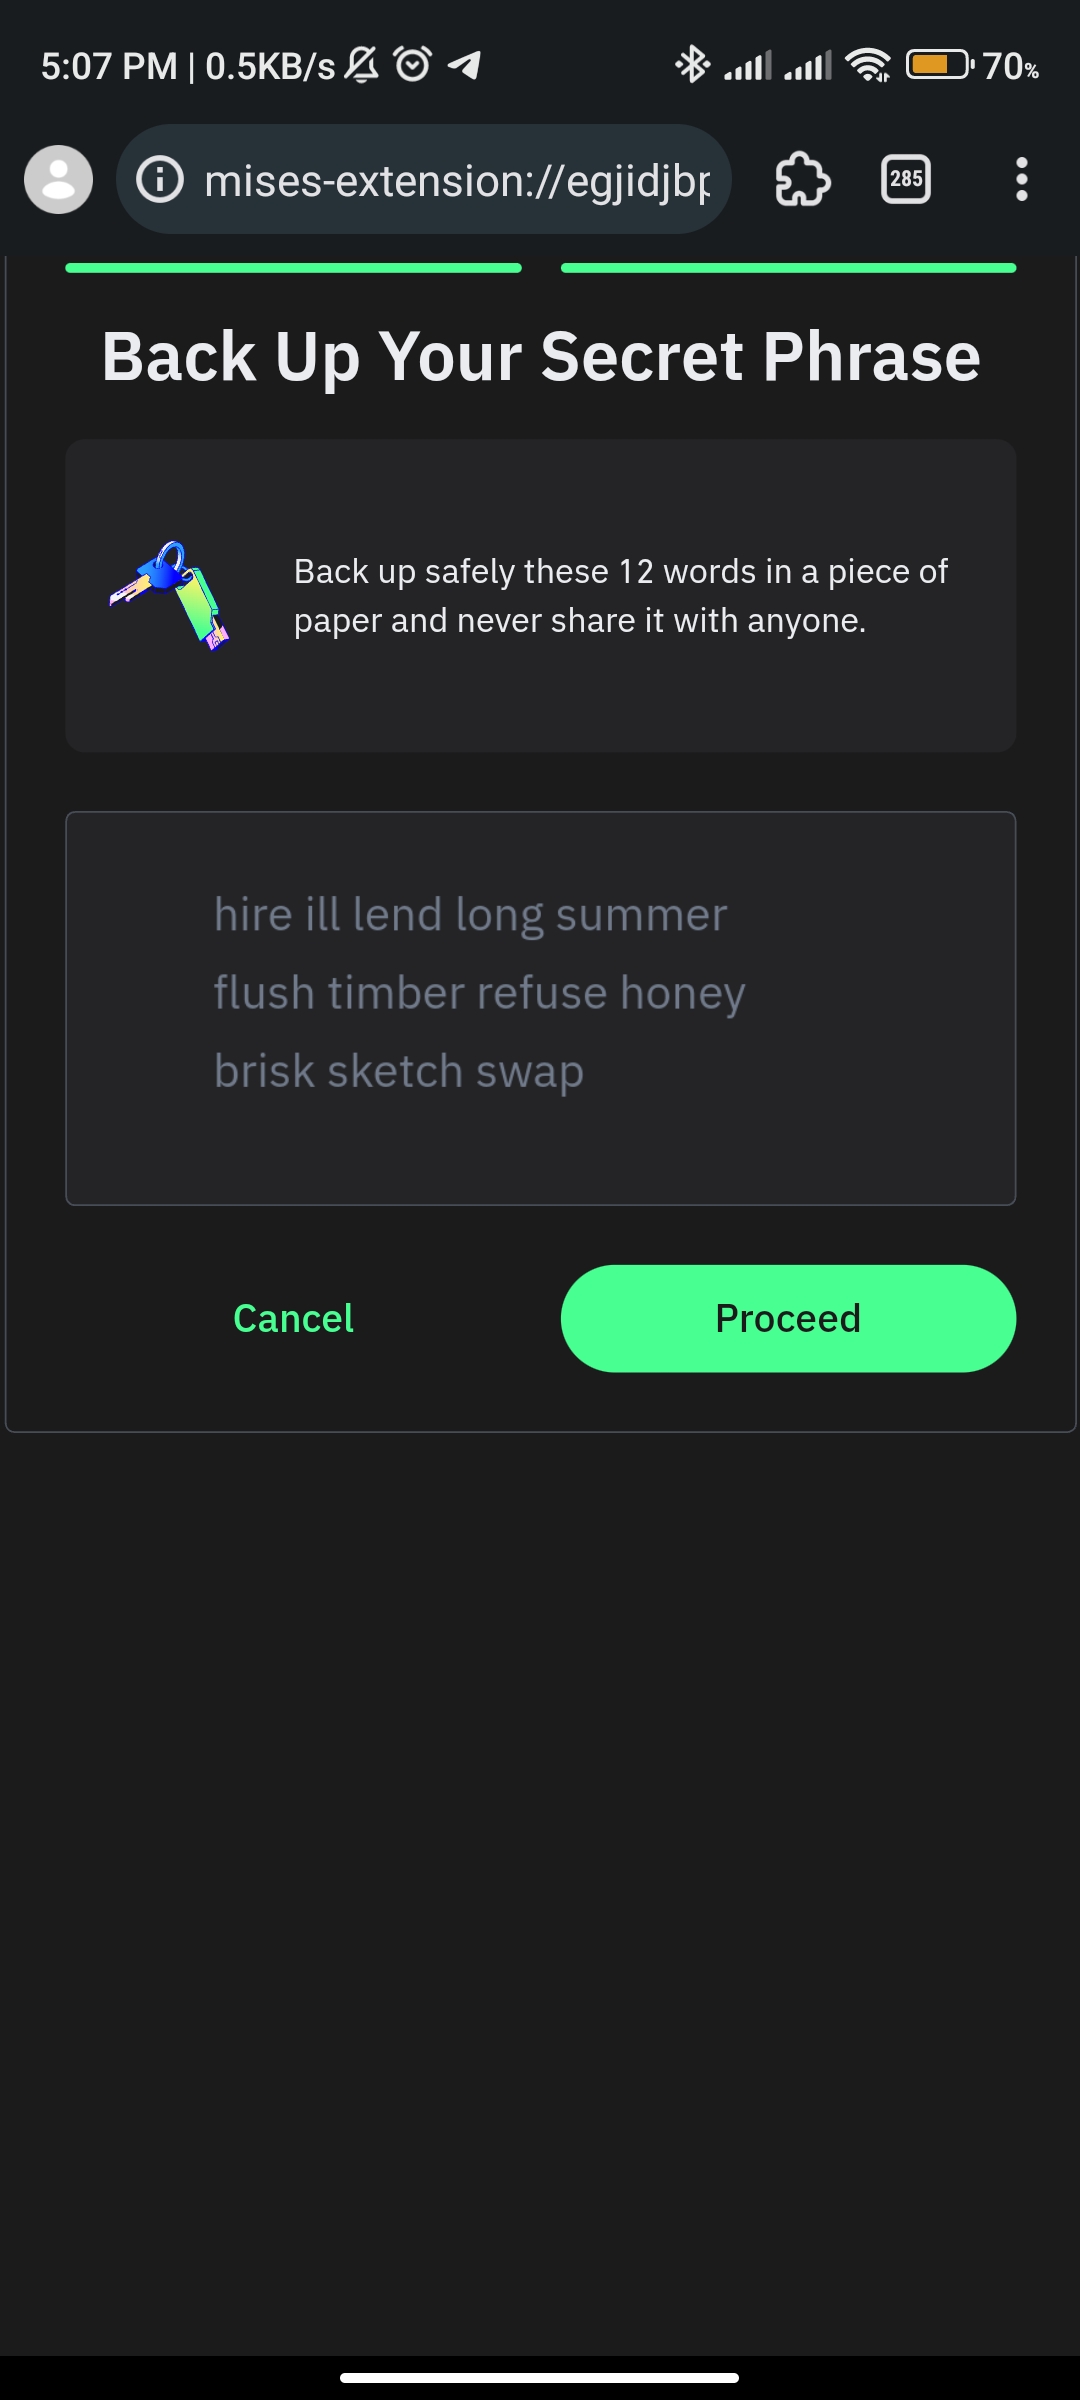 5:07 PM | 0.5KB/s
70%
mises-extension://egjidjbp
285
Back Up Your Secret Phrase
Back up safely these 12 words in a piece of
paper and never share it with anyone.
hire ill lend long summer
flush timber refuse honey
brisk sketch swap
Cancel
Proceed